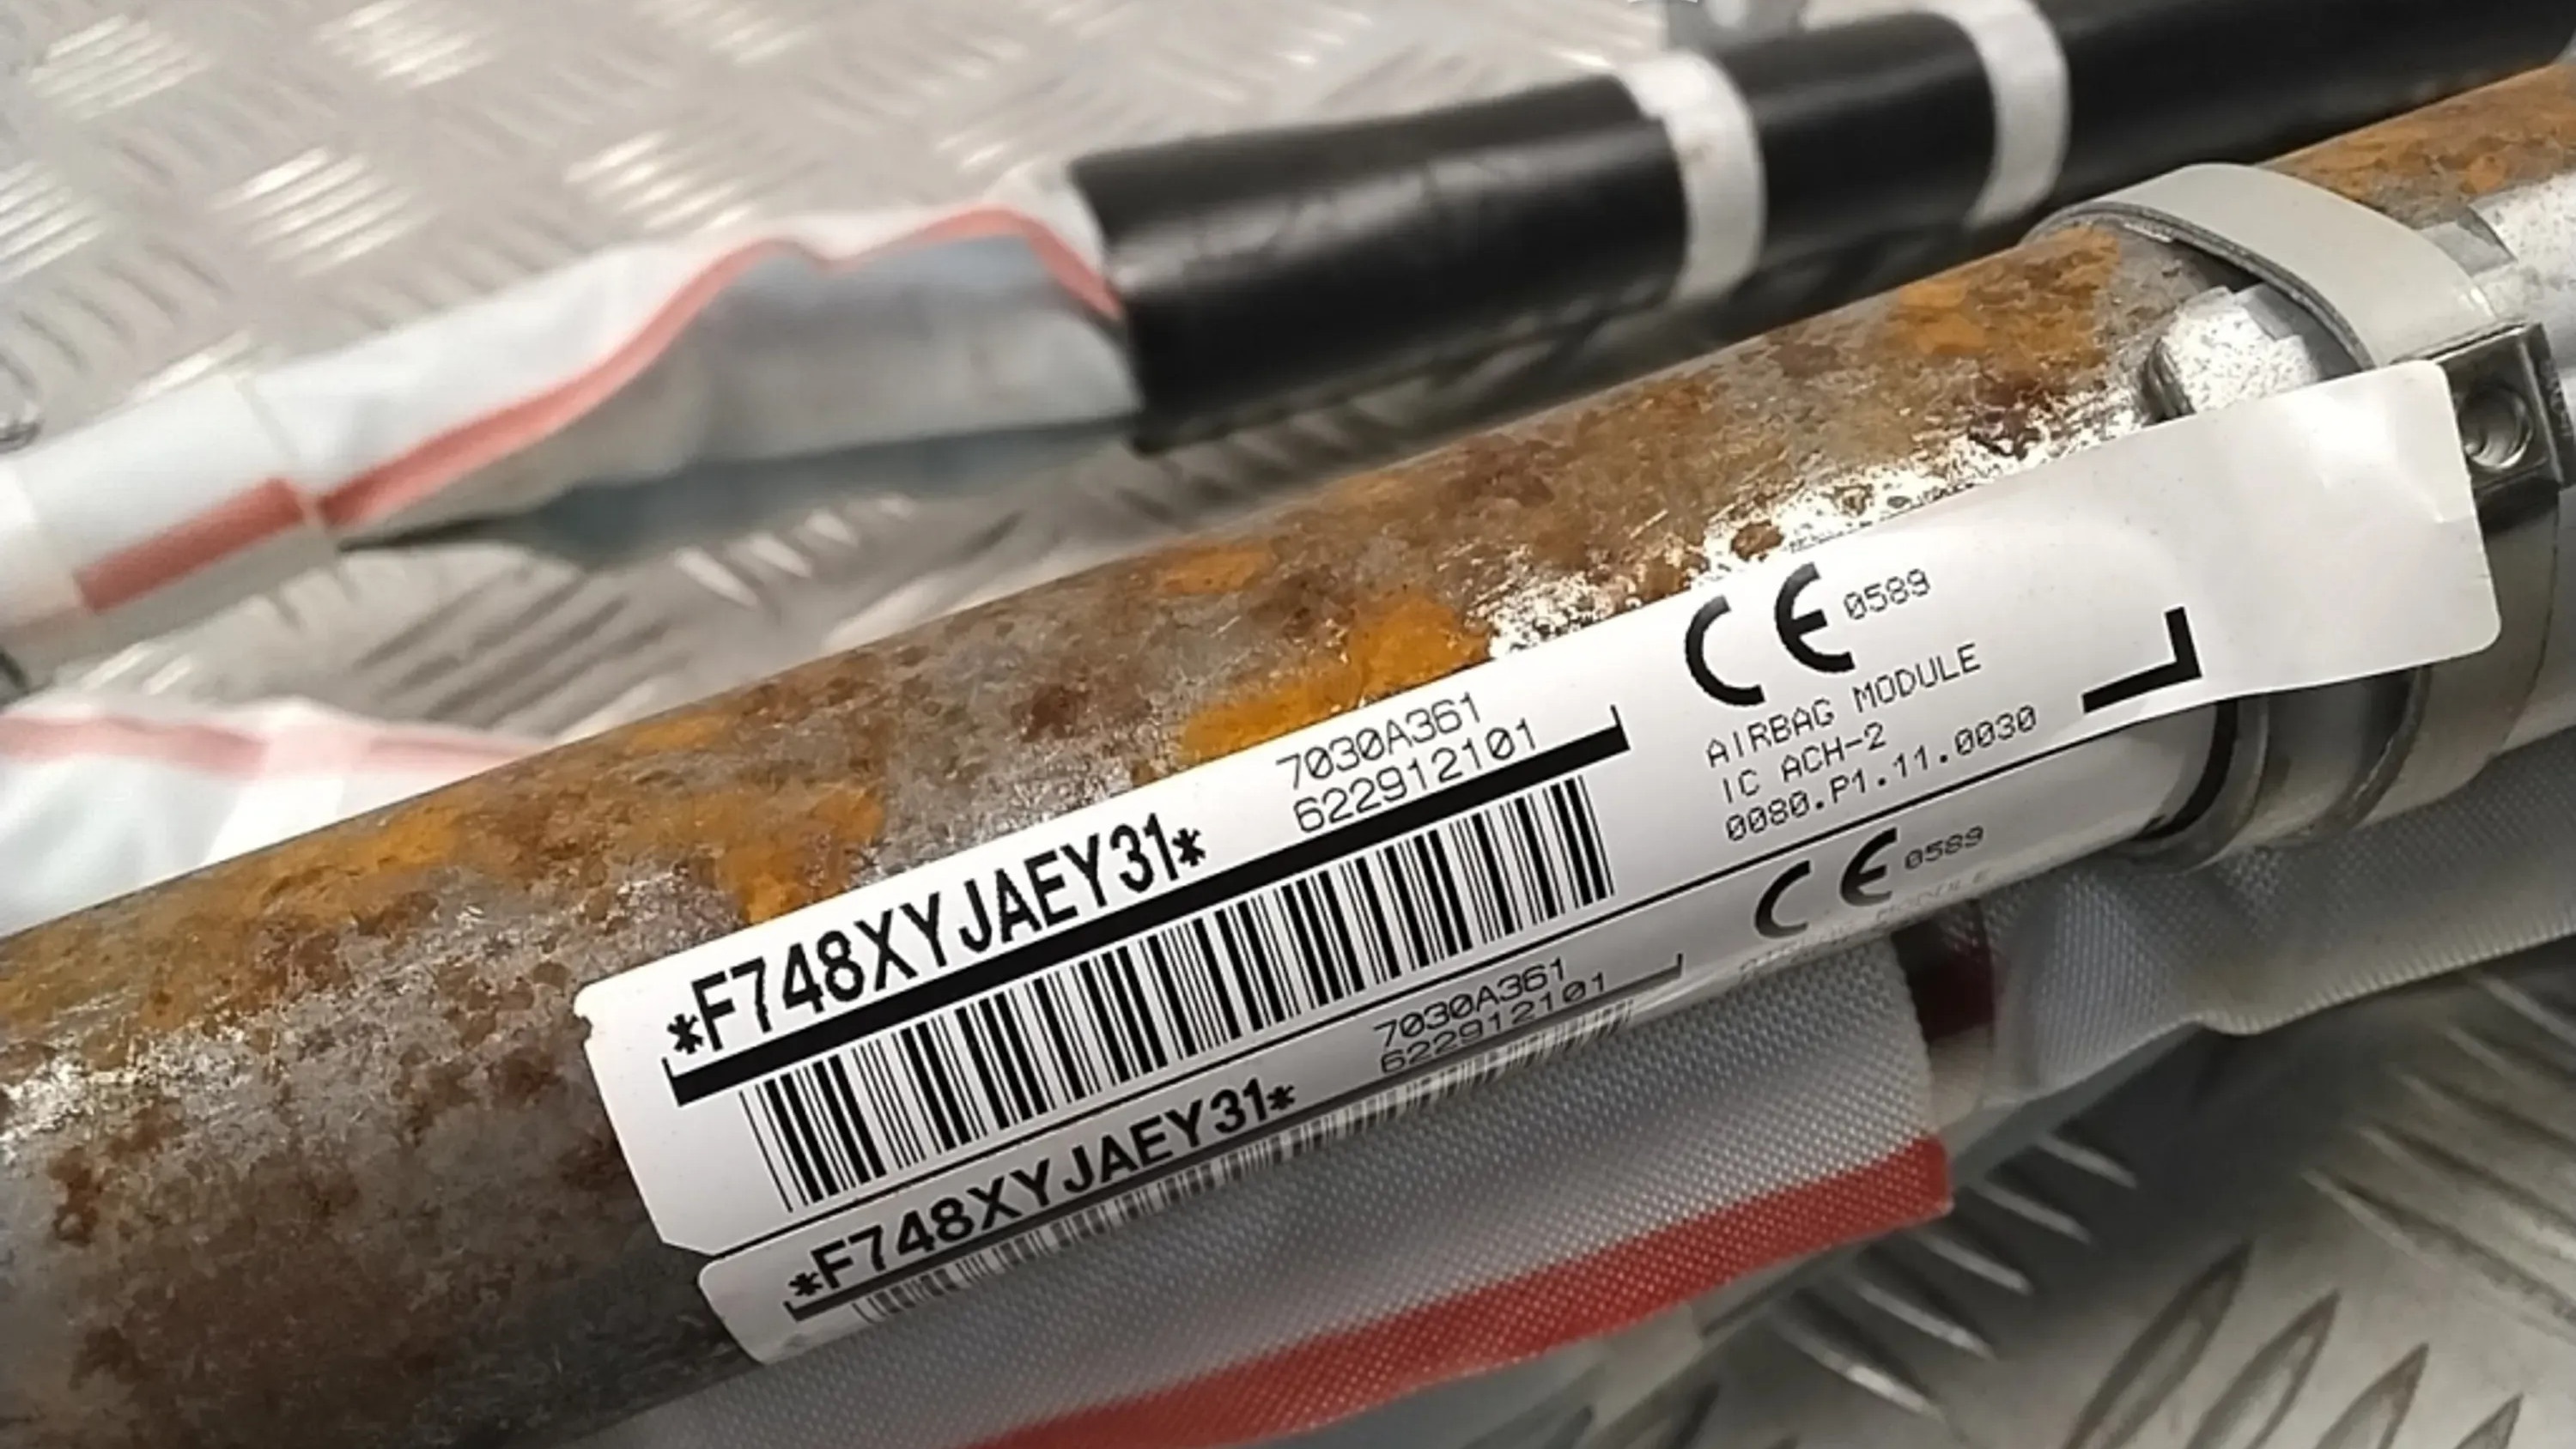 CE 0589
AIRBAG MODULE
IC ACH-2
0080.P1.11.0030
7030A361
622912101
*F748XYJAEY31*
CE 0589
7030A361
622912101
*F748XYJAEY31*